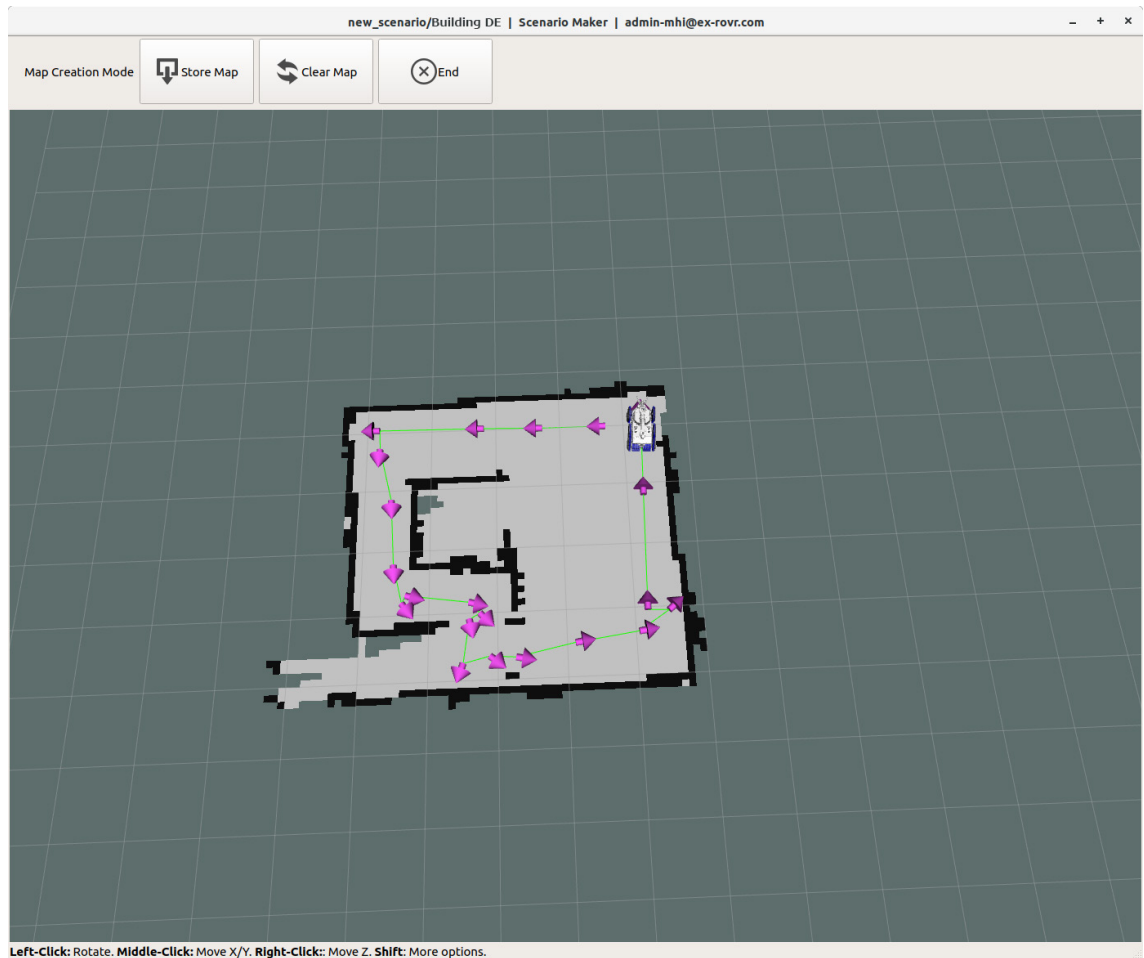 new_scenario/Building DE | Scenario Maker | admin-mhi@ex-rovr.com
Map Creation Mode Store Map Clear Map End
Left-Click: Rotate. Middle-Click: Move X/Y. Right-Click:: Move Z. Shift: More options.